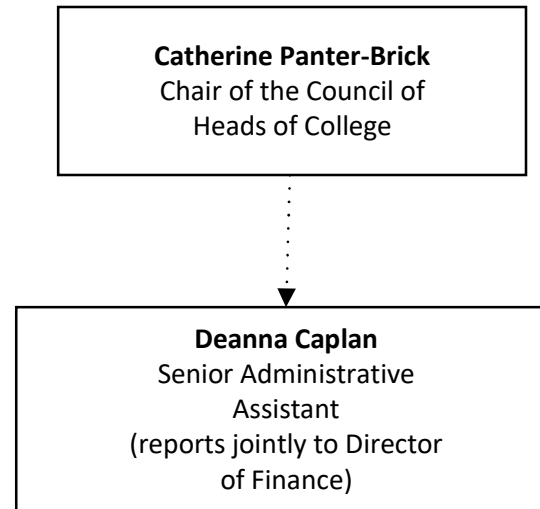 Catherine Panter-Brick
Chair of the Council of
Heads of College
Deanna Caplan
Senior Administrative
Assistant
(reports jointly to Director
of Finance)